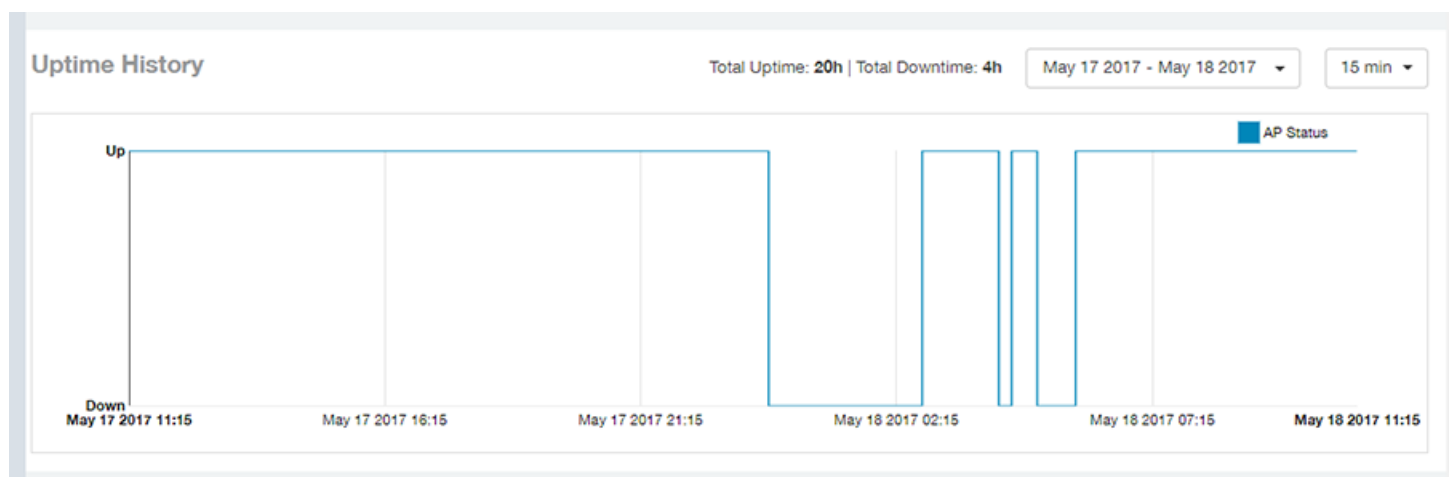 Uptime History
Total Uptime: 20h | Total Downtime: 4h
May 17 2017 - May 18 2017
15 min
AP Status
Up
Down
May 17 2017 11:15
May 17 2017 16:15
May 17 2017 21:15
May 18 2017 02:15
May 18 2017 07:15
May 18 2017 11:15